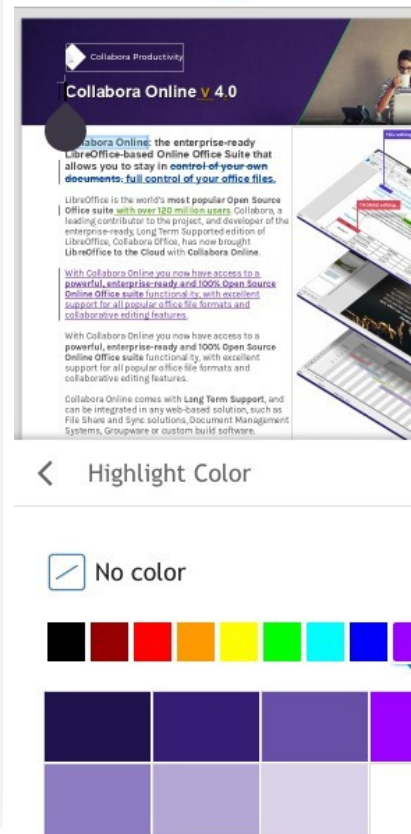 Collabora Productivity
Collabora Online v 4.0
abora Online: the enterprise-ready
LibreOffice-based Online Office Suite that
allows you to stay in control of your own
documents. full control of your office files.
LibreOffice is the world's most popular Open Source
Office suite with over 120 million users. Collabora, a
leading contributor to the project, and developer of the
enterprise-ready, Long Term Supported edition of
LibreOffice, Collabora Office, has now brought
LibreOffice to the Cloud with Collabora Online.
With Collabora Online you now have access to a
powerful, enterprise-ready and 100% Open Source
Online Office suite functionality, with excellent
support for all popular office file formats and
collaborative editing features.
With Collabora Online you now have access to a
powerful, enterprise-ready and 100% Open Source
Online Office suite functionality, with excellent
support for all popular office file formats and
collaborative editing features.
Collabora Online comes with Long Term Support, and
can be integrated in any web-based solution, such as
File Share and Sync solutions, Document Management
Systems, Groupware or custom build software.
Highlight Color
No color